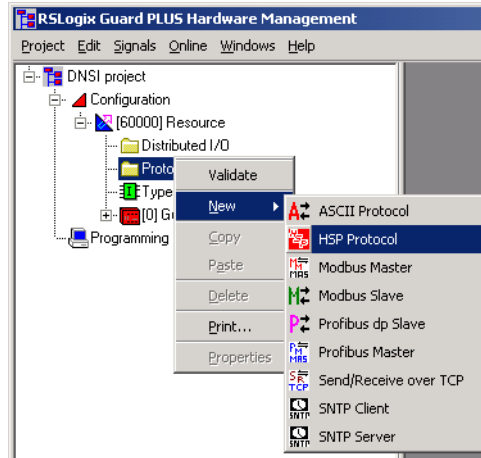 RSLogix Guard PLUS Hardware Management
Project Edit Signals Online Windows Help
DNSI project
Configuration
[60000] Resource
Distributed I/O
Proto
Type
[0] G
Programming
Validate
New
Copy
Paste
Delete
Print...
Properties
ASCII Protocol
HSP Protocol
Modbus Master
Modbus Slave
Profibus dp Slave
Profibus Master
Send/Receive over TCP
SNTP Client
SNTP Server